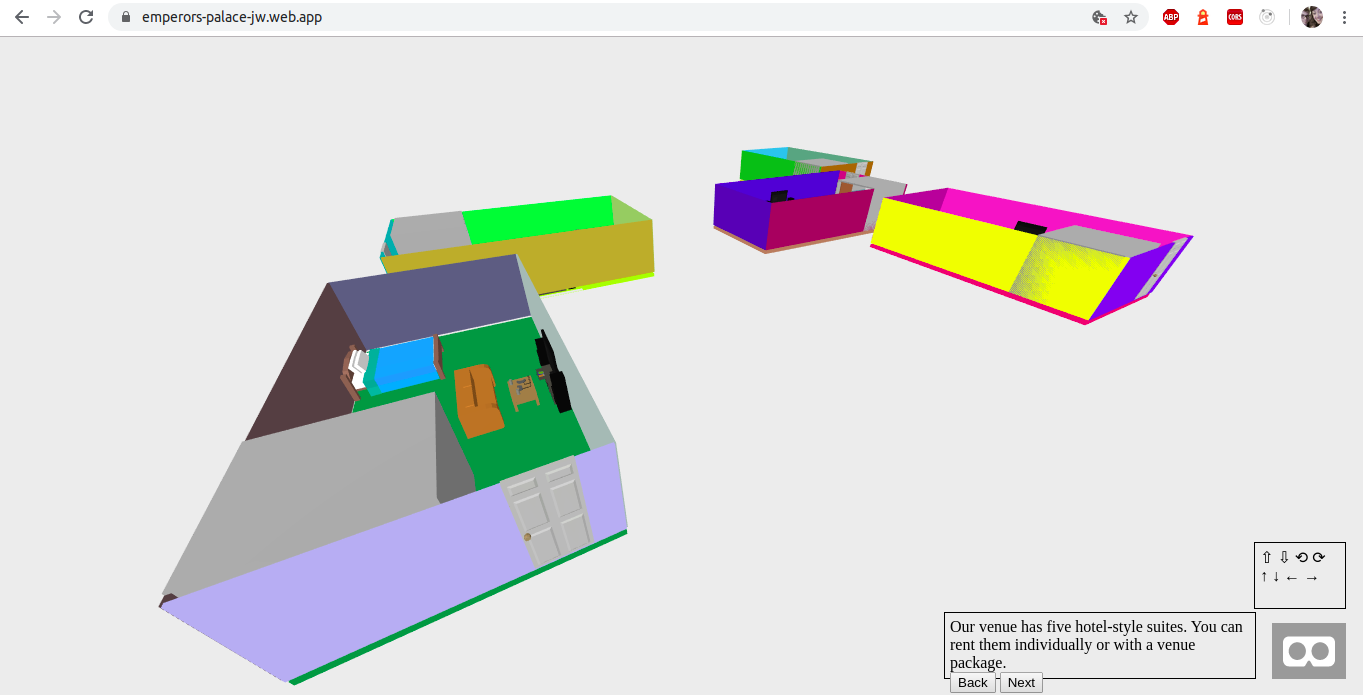 emperors-palace-jw.web.app
ABP
CORS
⇧ ⇩ ⟲ ⟳
↑ ↓ ← →
Our venue has five hotel-style suites. You can
rent them individually or with a venue
package.
Back Next